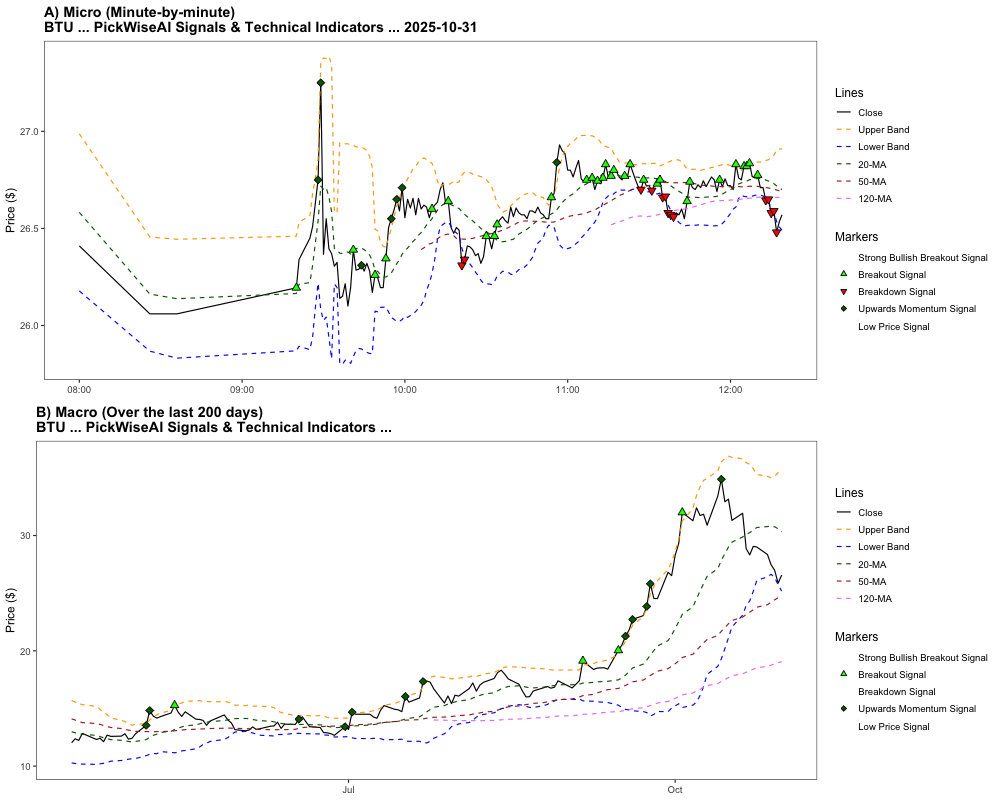 A) Micro (Minute-by-minute)
BTU ... PickWiseAI Signals & Technical Indicators ... 2025-10-31
Price ($)
27.0
26.5
26.0
08:00
09:00
10:00
11:00
12:00
Lines
Close
Upper Band
Lower Band
20-MA
50-MA
120-MA
Markers
Strong Bullish Breakout Signal
Breakout Signal
Breakdown Signal
Upwards Momentum Signal
Low Price Signal
B) Macro (Over the last 200 days)
BTU ... PickWiseAI Signals & Technical Indicators ...
Price ($)
30
20
10
Jul
Oct
Lines
Close
Upper Band
Lower Band
20-MA
50-MA
120-MA
Markers
Strong Bullish Breakout Signal
Breakout Signal
Breakdown Signal
Upwards Momentum Signal
Low Price Signal